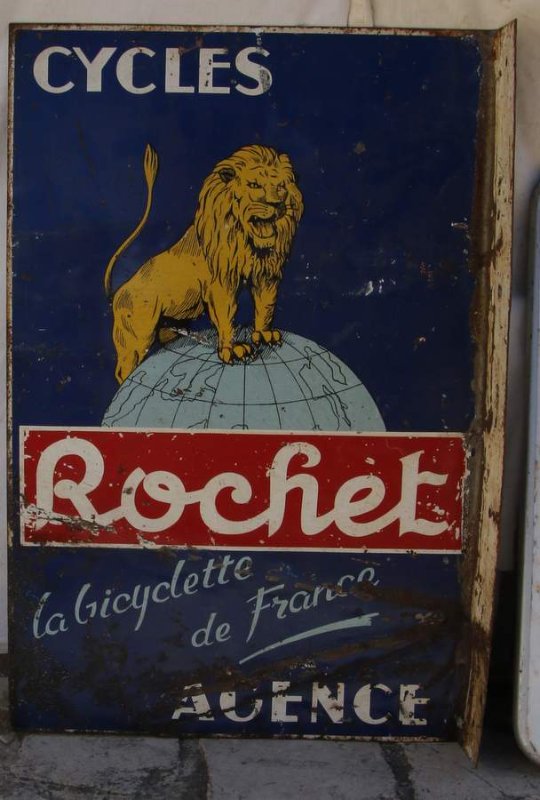 CYCLES
Rochet
la bicyclette
de France
AGENCE